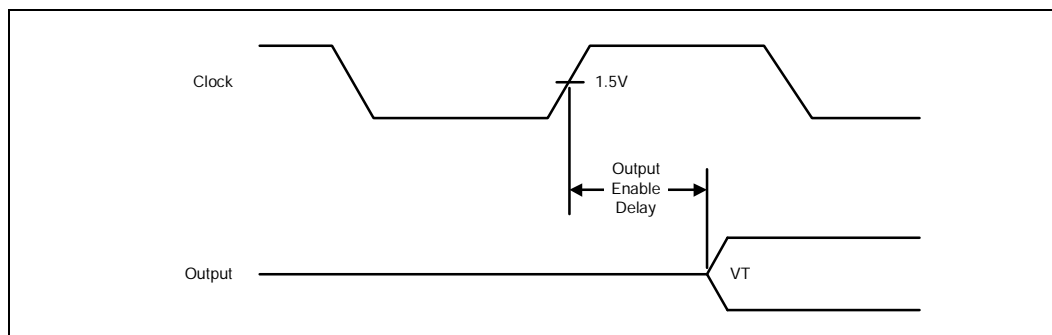 Clock
1.5V
Output
Enable
Delay
Output
VT